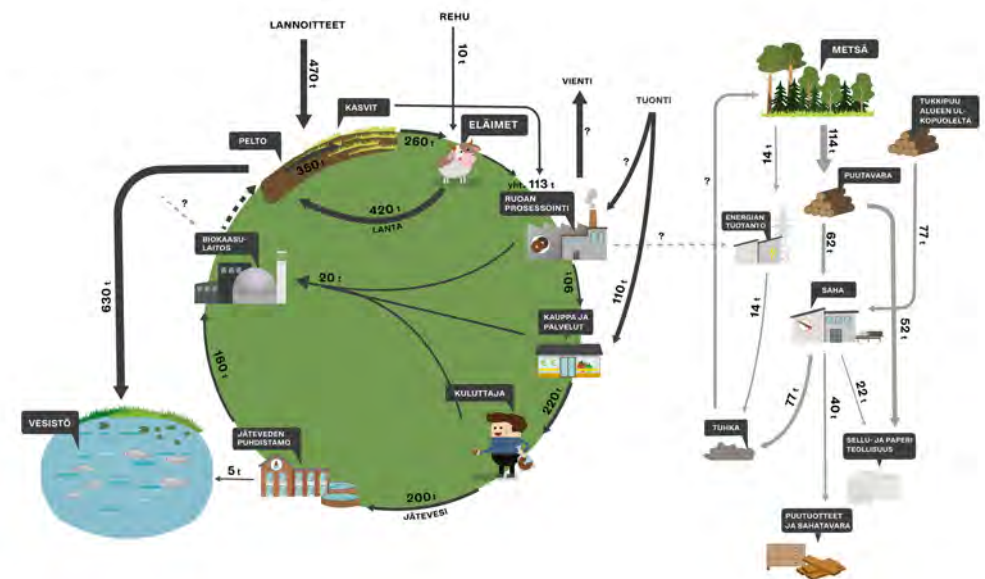 LANNOITTEET
REHU
470 t
10 t
VIENTI
TUONTI
?
?
KASVIT
PELTO
350 t
260 t
ELÄIMET
yht. 113 t
RUOAN
PROSESSOINTI
420 t
LANTA
?
BIOKAASU-
LAITOS
20 t
106 t
110 t
KAUPPA JA
PALVELUT
630 t
180 t
220 t
KULUTTAJA
VESISTÖ
JÄTEVEDEN
PUHDISTAMO
5 t
200 t
JÄTEVESI
METSÄ
TUKKIPUU
ALUEEN UL-
KOPUOLELTA
114 t
14 t
?
PUUTAVARA
ENERGIAN
TUOTANTO
?
62 t
77 t
SAHA
14 t
52 t
77 t
40 t
22 t
TUHKA
SELLU- JA PAPERI
TEOLLISUUS
PUUTUOTTEET
JA SAHATAVARA